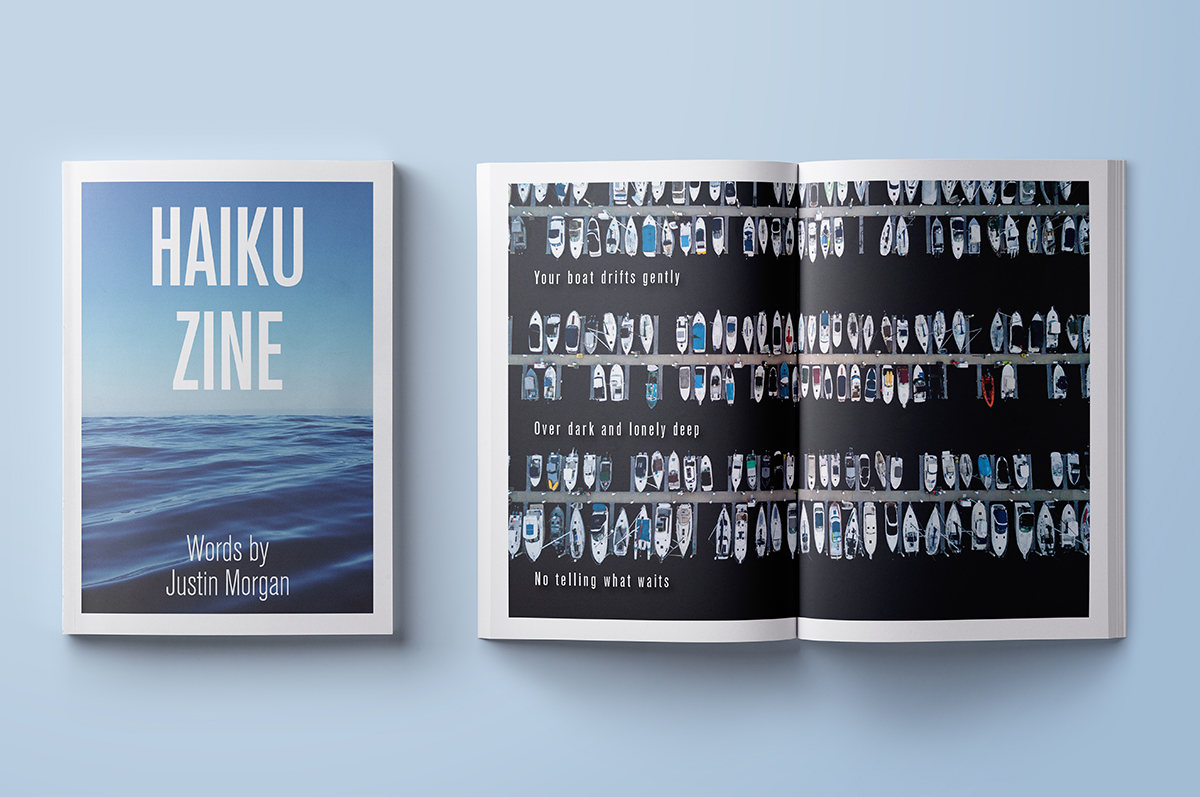 HAIKU
ZINE
Words by
Justin Morgan
Your boat drifts gently
Over dark and lonely deep
No telling what waits